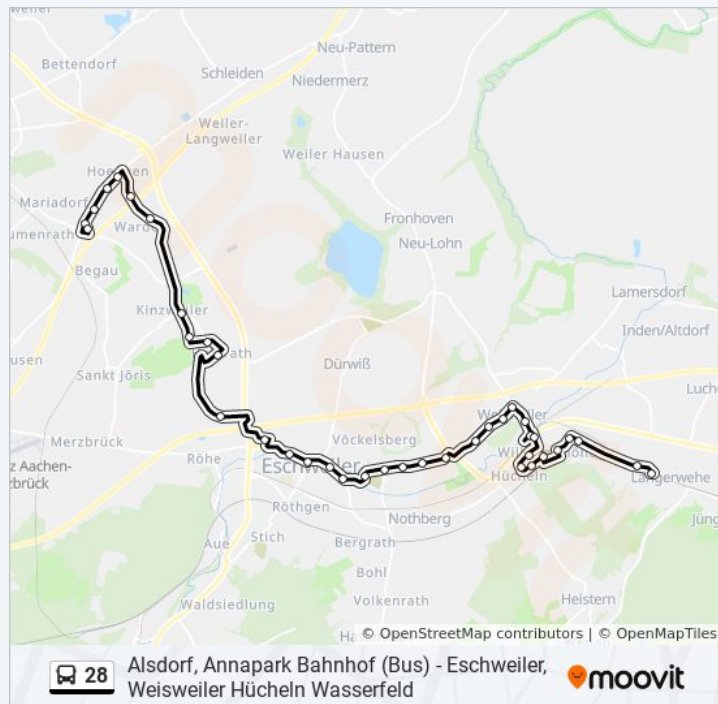 Bettendorf
Neu-Pattern
Schleiden
Niedermerz
Weiler-
Langweiler
Weiler Hausen
Mariadorf
Fronhoven
Neu-Lohn
Begau
Kinzweiler
Lamersdorf
Inden/Altdorf
Dürwiß
Sankt Jöris
Merzbrück
Röhe
Vöckelsberg
Eschweiler
Hücheln
Langerwehe
Röthgen
Nothberg
Stich
Bergrath
Aue
Bohl
Volkenrath
Waldsiedlung
Heistern
© OpenStreetMap contributors | © OpenMapTiles
28
Alsdorf, Annapark Bahnhof (Bus) - Eschweiler,
Weisweiler Hücheln Wasserfeld
moovit